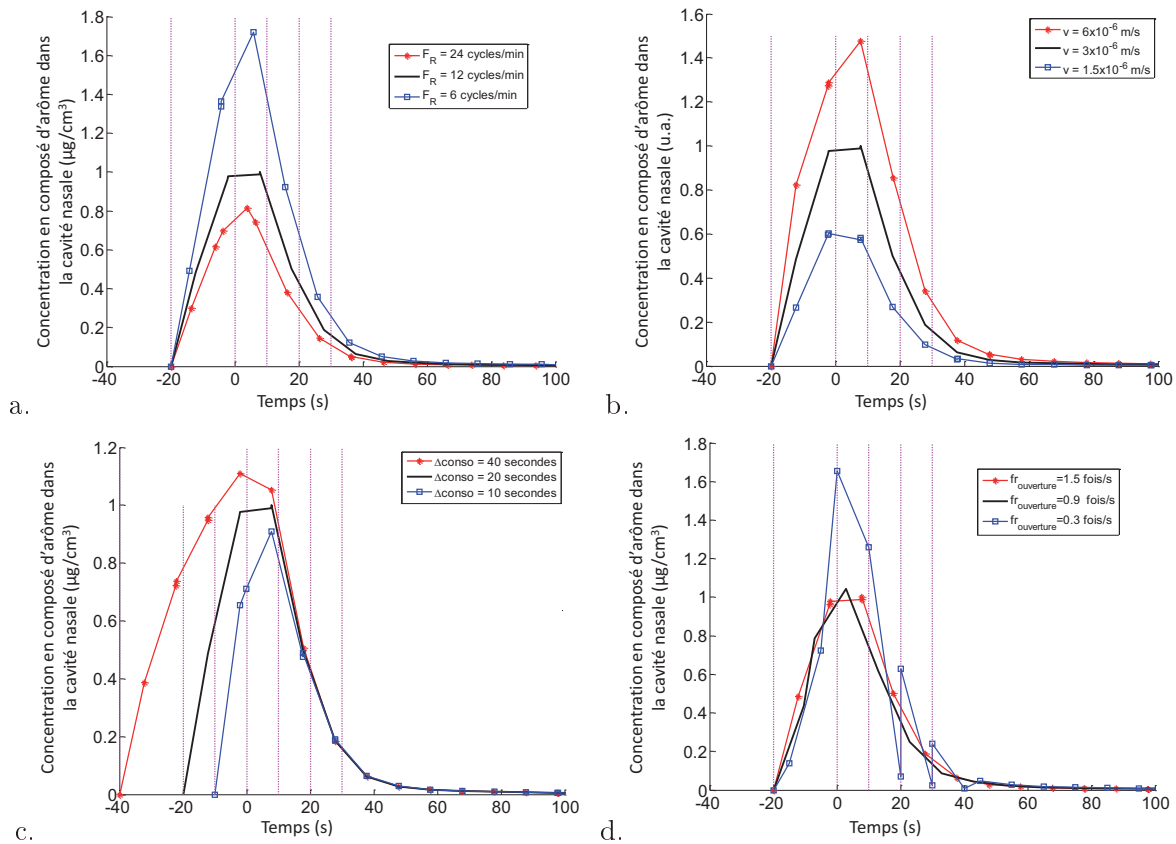 Concentration en composé d'arôme dans
la cavité nasale (µg/cm³)
1.8
1.6
1.4
1.2
1
0.8
0.6
0.4
0.2
0
-40 -20 0 20 40 60 80 100
Temps (s)
F_R = 24 cycles/min
F_R = 12 cycles/min
F_R = 6 cycles/min
a.
Concentration en composé d'arôme dans
la cavité nasale (u.a.)
1.6
1.4
1.2
1
0.8
0.6
0.4
0.2
0
-40 -20 0 20 40 60 80 100
Temps (s)
v = 6x10⁻⁶ m/s
v = 3x10⁻⁶ m/s
v = 1.5x10⁻⁶ m/s
b.
Concentration en composé d'arôme dans
la cavité nasale (µg/cm³)
1.2
1
0.8
0.6
0.4
0.2
0
-40 -20 0 20 40 60 80 100
Temps (s)
Δconso = 40 secondes
Δconso = 20 secondes
Δconso = 10 secondes
c.
Concentration en composé d'arôme dans
la cavité nasale (µg/cm³)
1.8
1.6
1.4
1.2
1
0.8
0.6
0.4
0.2
0
-40 -20 0 20 40 60 80 100
Temps (s)
fr_ouverture=1.5 fois/s
fr_ouverture=0.9 fois/s
fr_ouverture=0.3 fois/s
d.